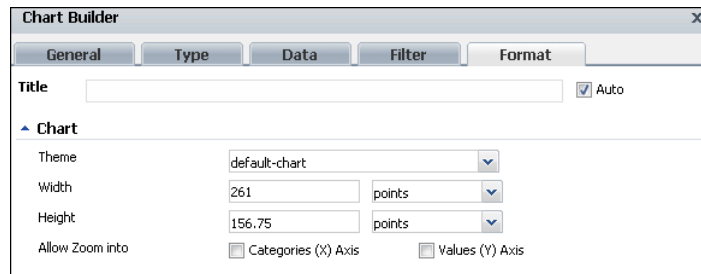 Chart Builder x
General Type Data Filter Format
Title Auto
Chart
Theme default-chart
Width 261 points
Height 156.75 points
Allow Zoom into Categories (X) Axis Values (Y) Axis